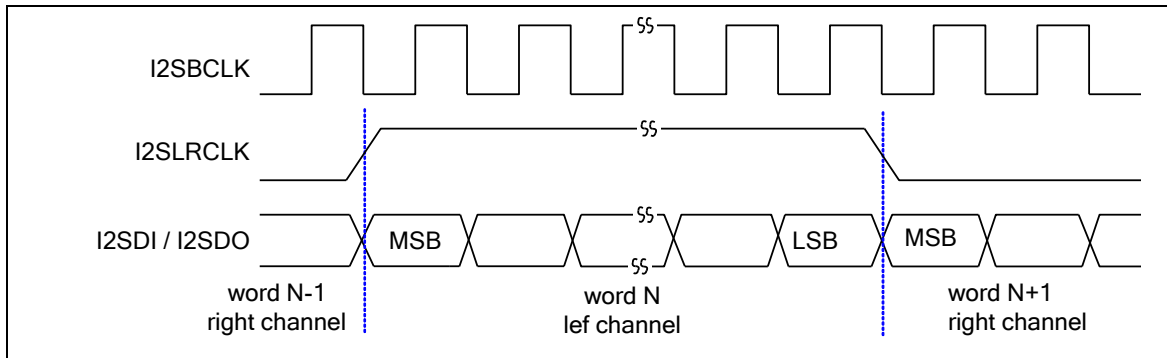 I2SBCLK
I2SLRCLK
I2SDI / I2SDO
MSB
LSB
MSB
word N-1
right channel
word N
lef channel
word N+1
right channel